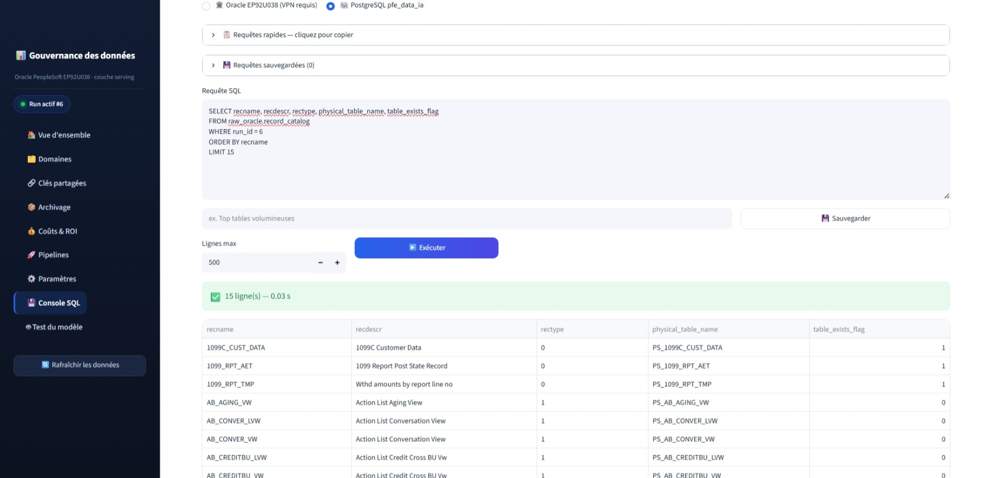 Gouvernance des données
Oracle PeopleSoft EP92U038 · couche serving
Run actif #6
Vue d'ensemble
Domaines
Clés partagées
Archivage
Coûts & ROI
Pipelines
Paramètres
Console SQL
Test du modèle
Rafraîchir les données
Oracle EP92U038 (VPN requis) PostgreSQL pfe_data_ia
Requêtes rapides — cliquez pour copier
Requêtes sauvegardées (0)
Requête SQL
SELECT recname, recdescr, rectype, physical_table_name, table_exists_flag
FROM raw_oracle.record_catalog
WHERE run_id = 6
ORDER BY recname
LIMIT 15
ex. Top tables volumineuses
Sauvegarder
Lignes max
500 − +
Exécuter
15 ligne(s) — 0.03 s
recname recdescr rectype physical_table_name table_exists_flag
1099C_CUST_DATA 1099C Customer Data 0 PS_1099C_CUST_DATA 1
1099_RPT_AET 1099 Report Post State Record 0 PS_1099_RPT_AET 1
1099_RPT_TMP Wthd amounts by report line no 0 PS_1099_RPT_TMP 1
AB_AGING_VW Action List Aging View 1 PS_AB_AGING_VW 0
AB_CONVER_LVW Action List Conversation View 1 PS_AB_CONVER_LVW 0
AB_CONVER_VW Action List Conversation View 1 PS_AB_CONVER_VW 0
AB_CREDITBU_LVW Action List Credit Cross BU Vw 1 PS_AB_CREDITBU_LVW 0
AB_CREDITBU_VW Action List Credit Cross BU Vw 1 PS_AB_CREDITBU_VW 0